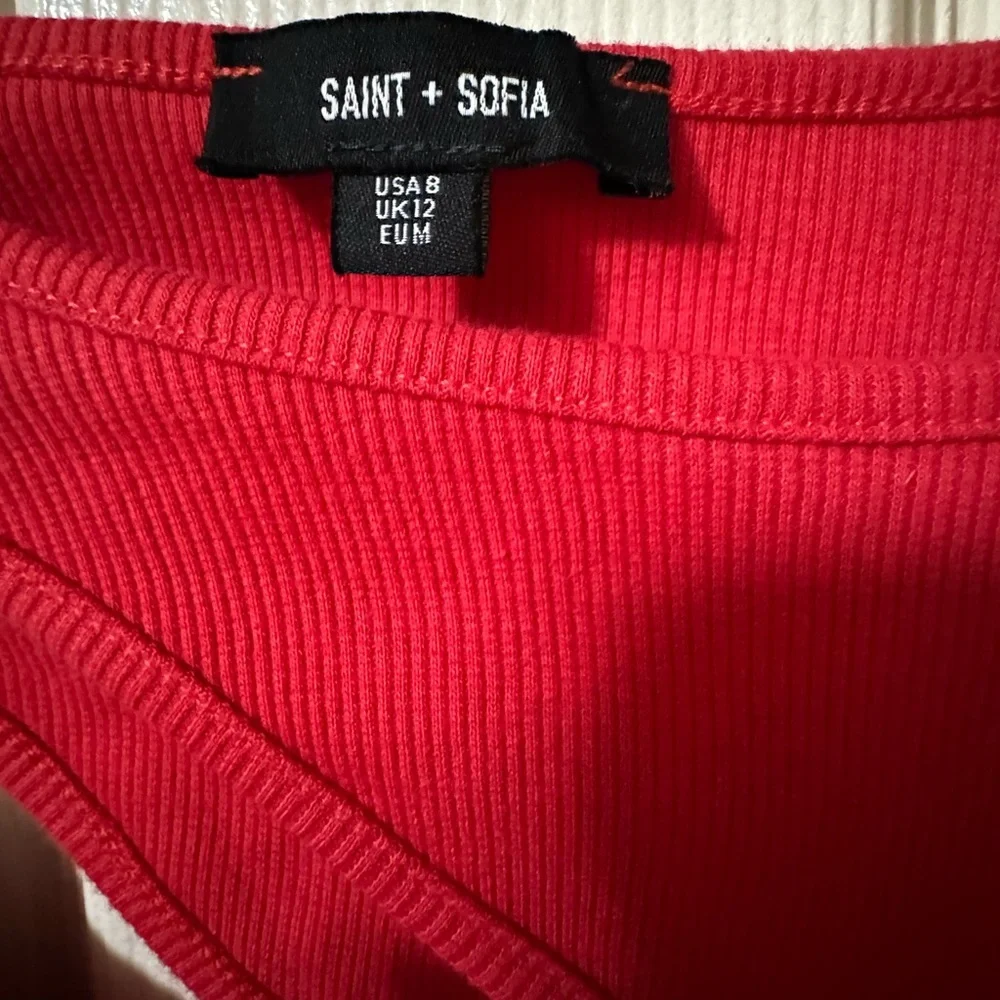 SAINT + SOFIA
USA 8
UK 12
EU M